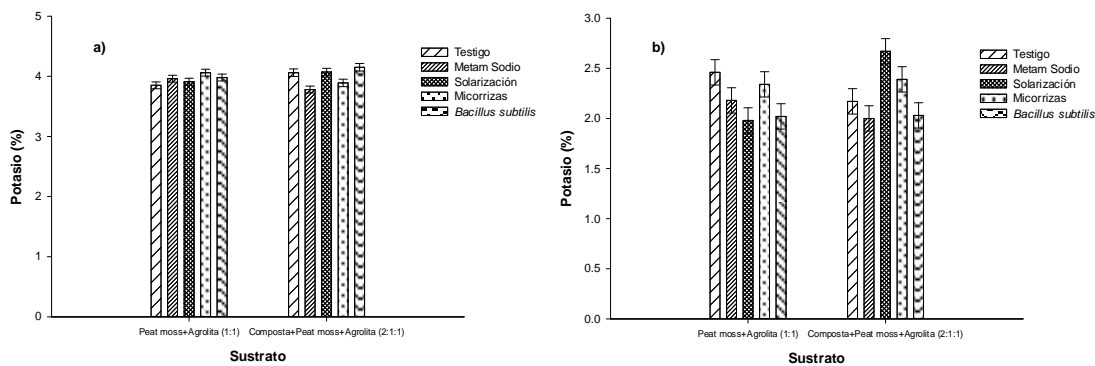 a)
Potasio (%)
5
4
3
2
1
0
Testigo
Metam Sodio
Solarización
Micorrizas
Bacillus subtilis
Peat moss+Agrolita (1:1)
Composta+Peat moss+Agrolita (2:1:1)
Sustrato
b)
Potasio (%)
3.0
2.5
2.0
1.5
1.0
0.5
0.0
Testigo
Metam Sodio
Solarización
Micorrizas
Bacillus subtilis
Peat moss+Agrolita (1:1)
Composta+Peat moss+Agrolita (2:1:1)
Sustrato